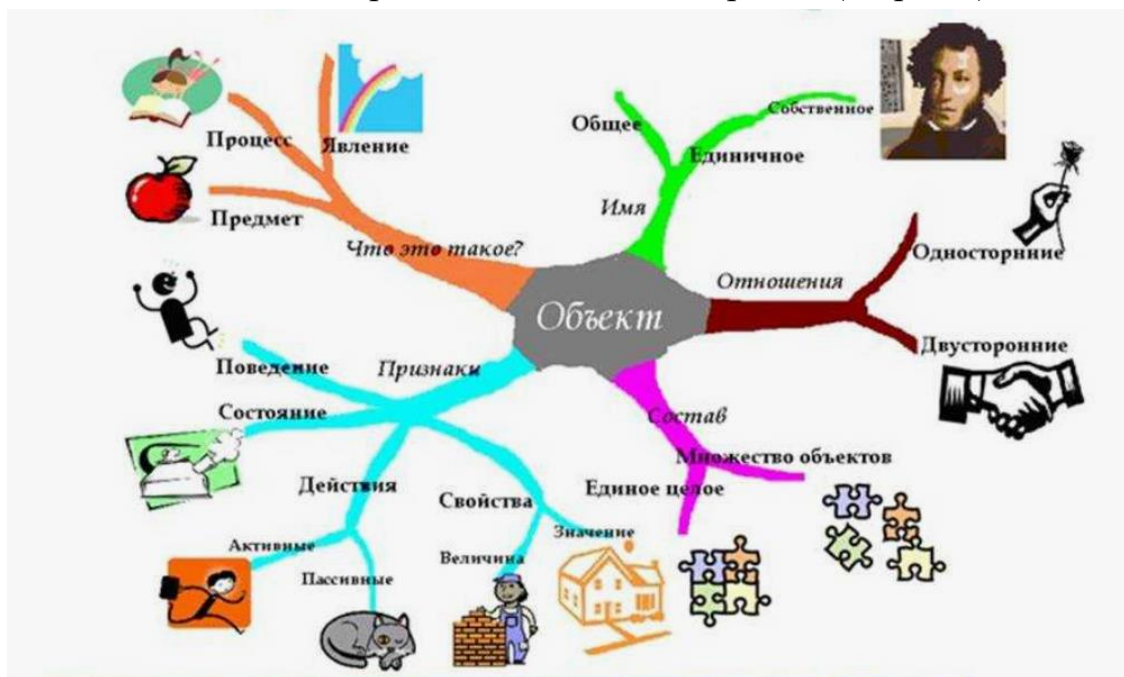 Объект
Что это такое?
Процесс
Явление
Предмет
Имя
Общее
Единичное
Собственное
Отношения
Одностορнние
Двусторонние
Состав
Множество объектов
Единое целое
Признаки
Поведение
Состояние
Действия
Активные
Пассивные
Свойства
Величина
Значение